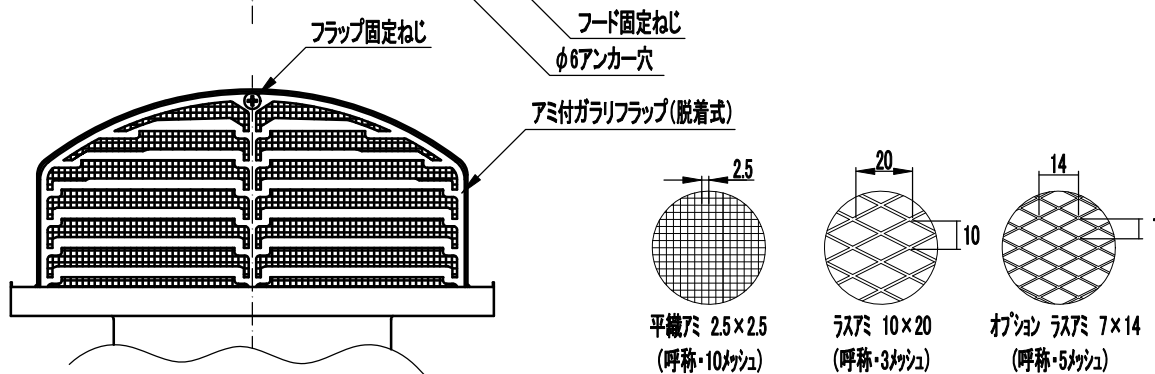 フラップ固定ねじ
フード固定ねじ
φ6アンカー穴
アミ付ガラリフラップ(脱着式)
2.5
20
14
10
平織アミ 2.5×2.5
(呼称・10メッシュ)
ラスアミ 10×20
(呼称・3メッシュ)
オプション ラスアミ 7×14
(呼称・5メッシュ)